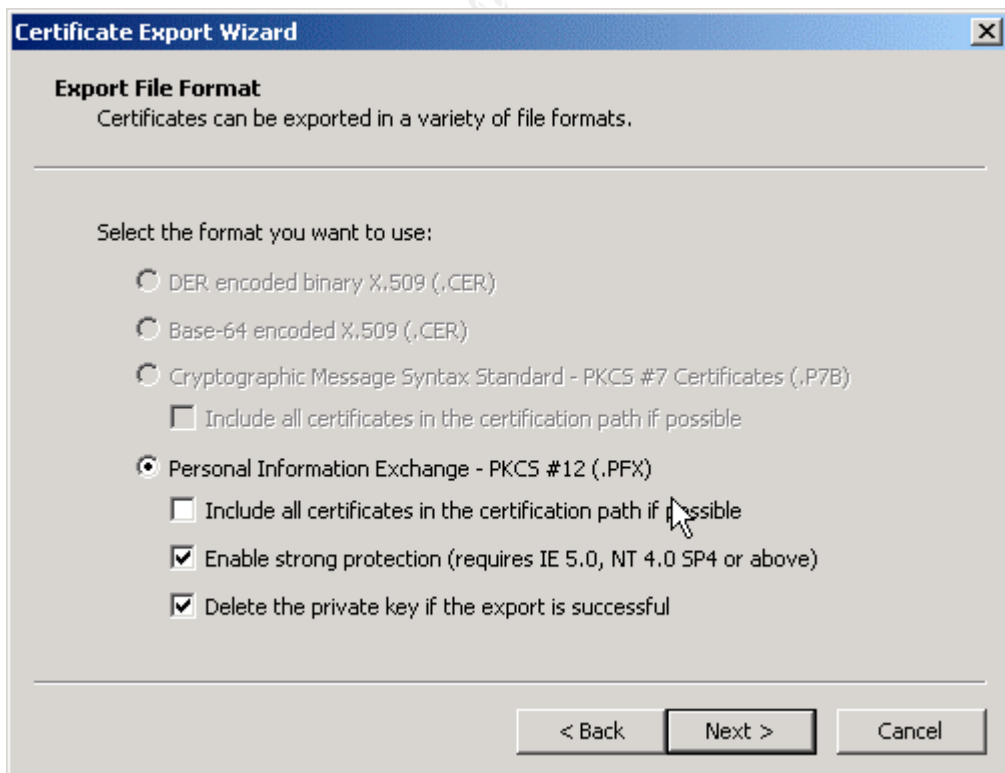 Certificate Export Wizard
Export File Format
Certificates can be exported in a variety of file formats.
Select the format you want to use:
DER encoded binary X.509 (.CER)
Base-64 encoded X.509 (.CER)
Cryptographic Message Syntax Standard - PKCS #7 Certificates (.P7B)
Include all certificates in the certification path if possible
Personal Information Exchange - PKCS #12 (.PFX)
Include all certificates in the certification path if possible
Enable strong protection (requires IE 5.0, NT 4.0 SP4 or above)
Delete the private key if the export is successful
< Back Next > Cancel